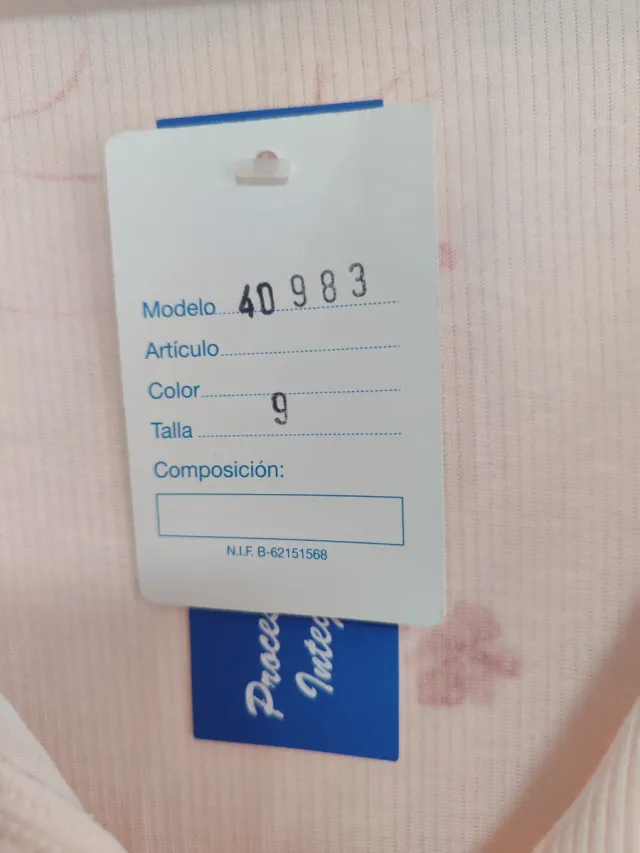 Modelo 40983
Artículo
Color
Talla 9
Composición:
N.I.F. B-62151568